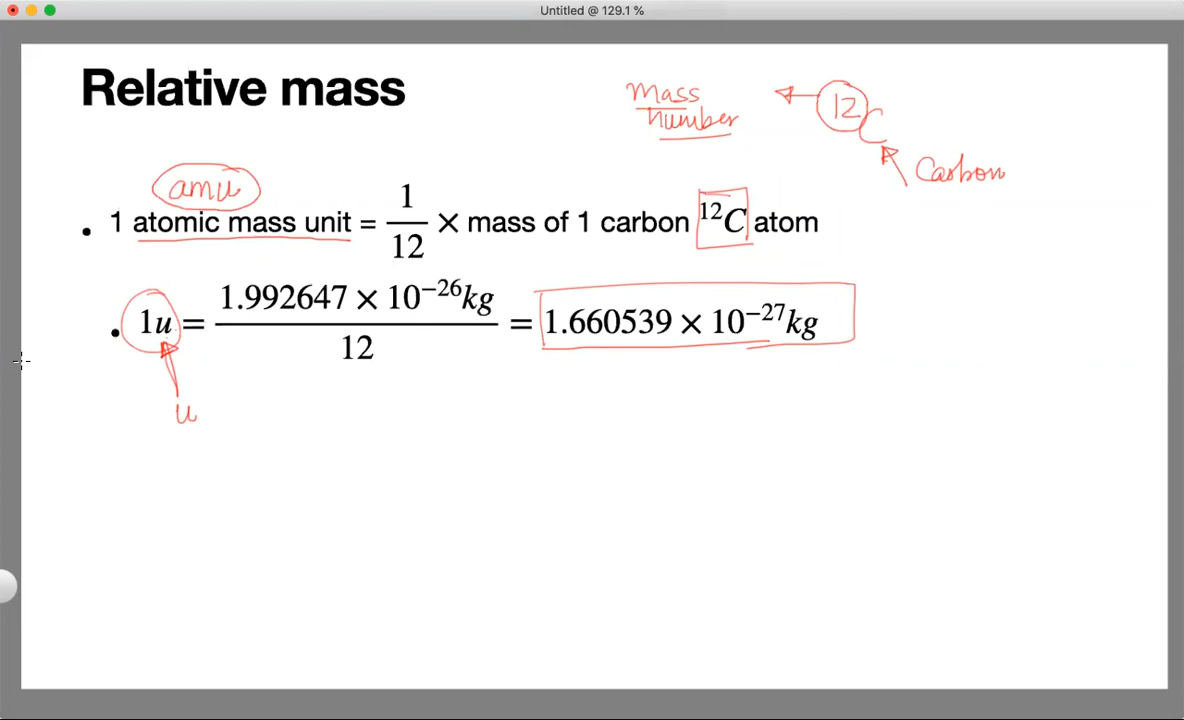 Untitled @ 129.1 %
Relative mass
mass
number
12C
Carbon
amu
• 1 atomic mass unit = 1/12 × mass of 1 carbon ¹²C atom
• 1u = 1.992647 × 10⁻²⁶kg / 12 = 1.660539 × 10⁻²⁷kg
u